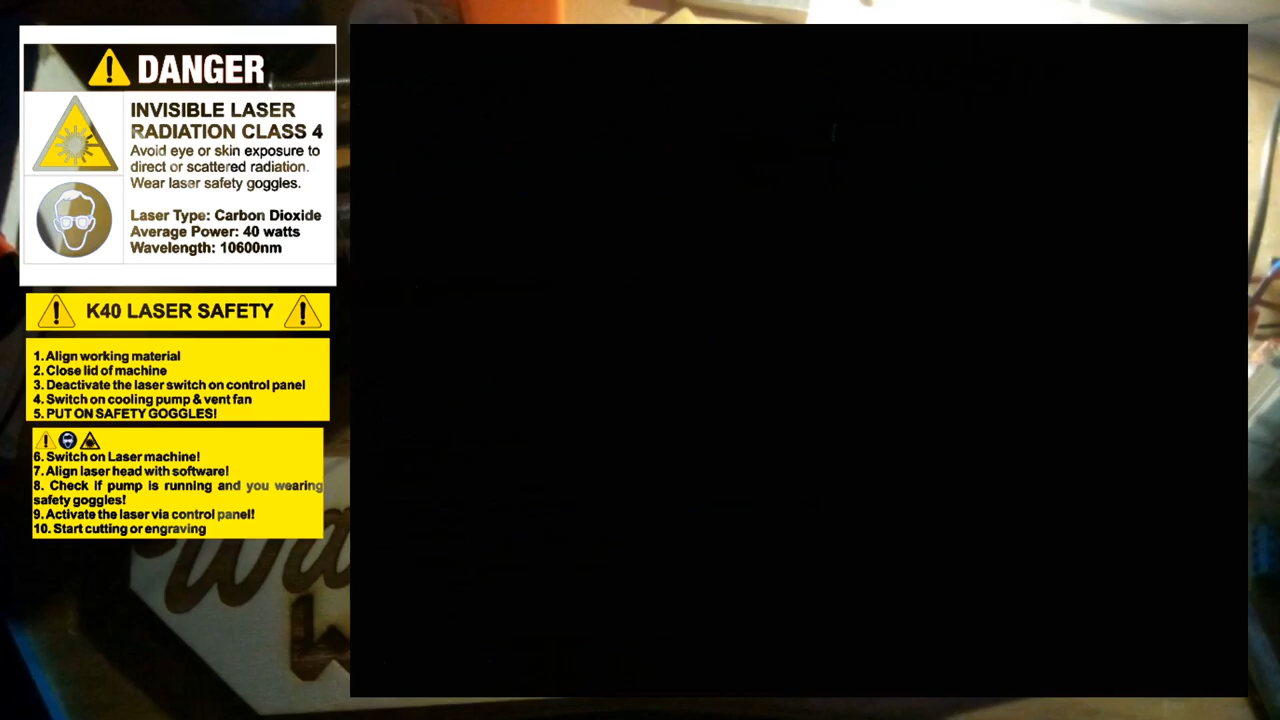 DANGER
INVISIBLE LASER
RADIATION CLASS 4
Avoid eye or skin exposure to
direct or scattered radiation.
Wear laser safety goggles.
Laser Type: Carbon Dioxide
Average Power: 40 watts
Wavelength: 10600nm
K40 LASER SAFETY
1. Align working material
2. Close lid of machine
3. Deactivate the laser switch on control panel
4. Switch on cooling pump & vent fan
5. PUT ON SAFETY GOGGLES!
6. Switch on Laser machine!
7. Align laser head with software!
8. Check if pump is running and you wearing
safety goggles!
9. Activate the laser via control panel!
10. Start cutting or engraving